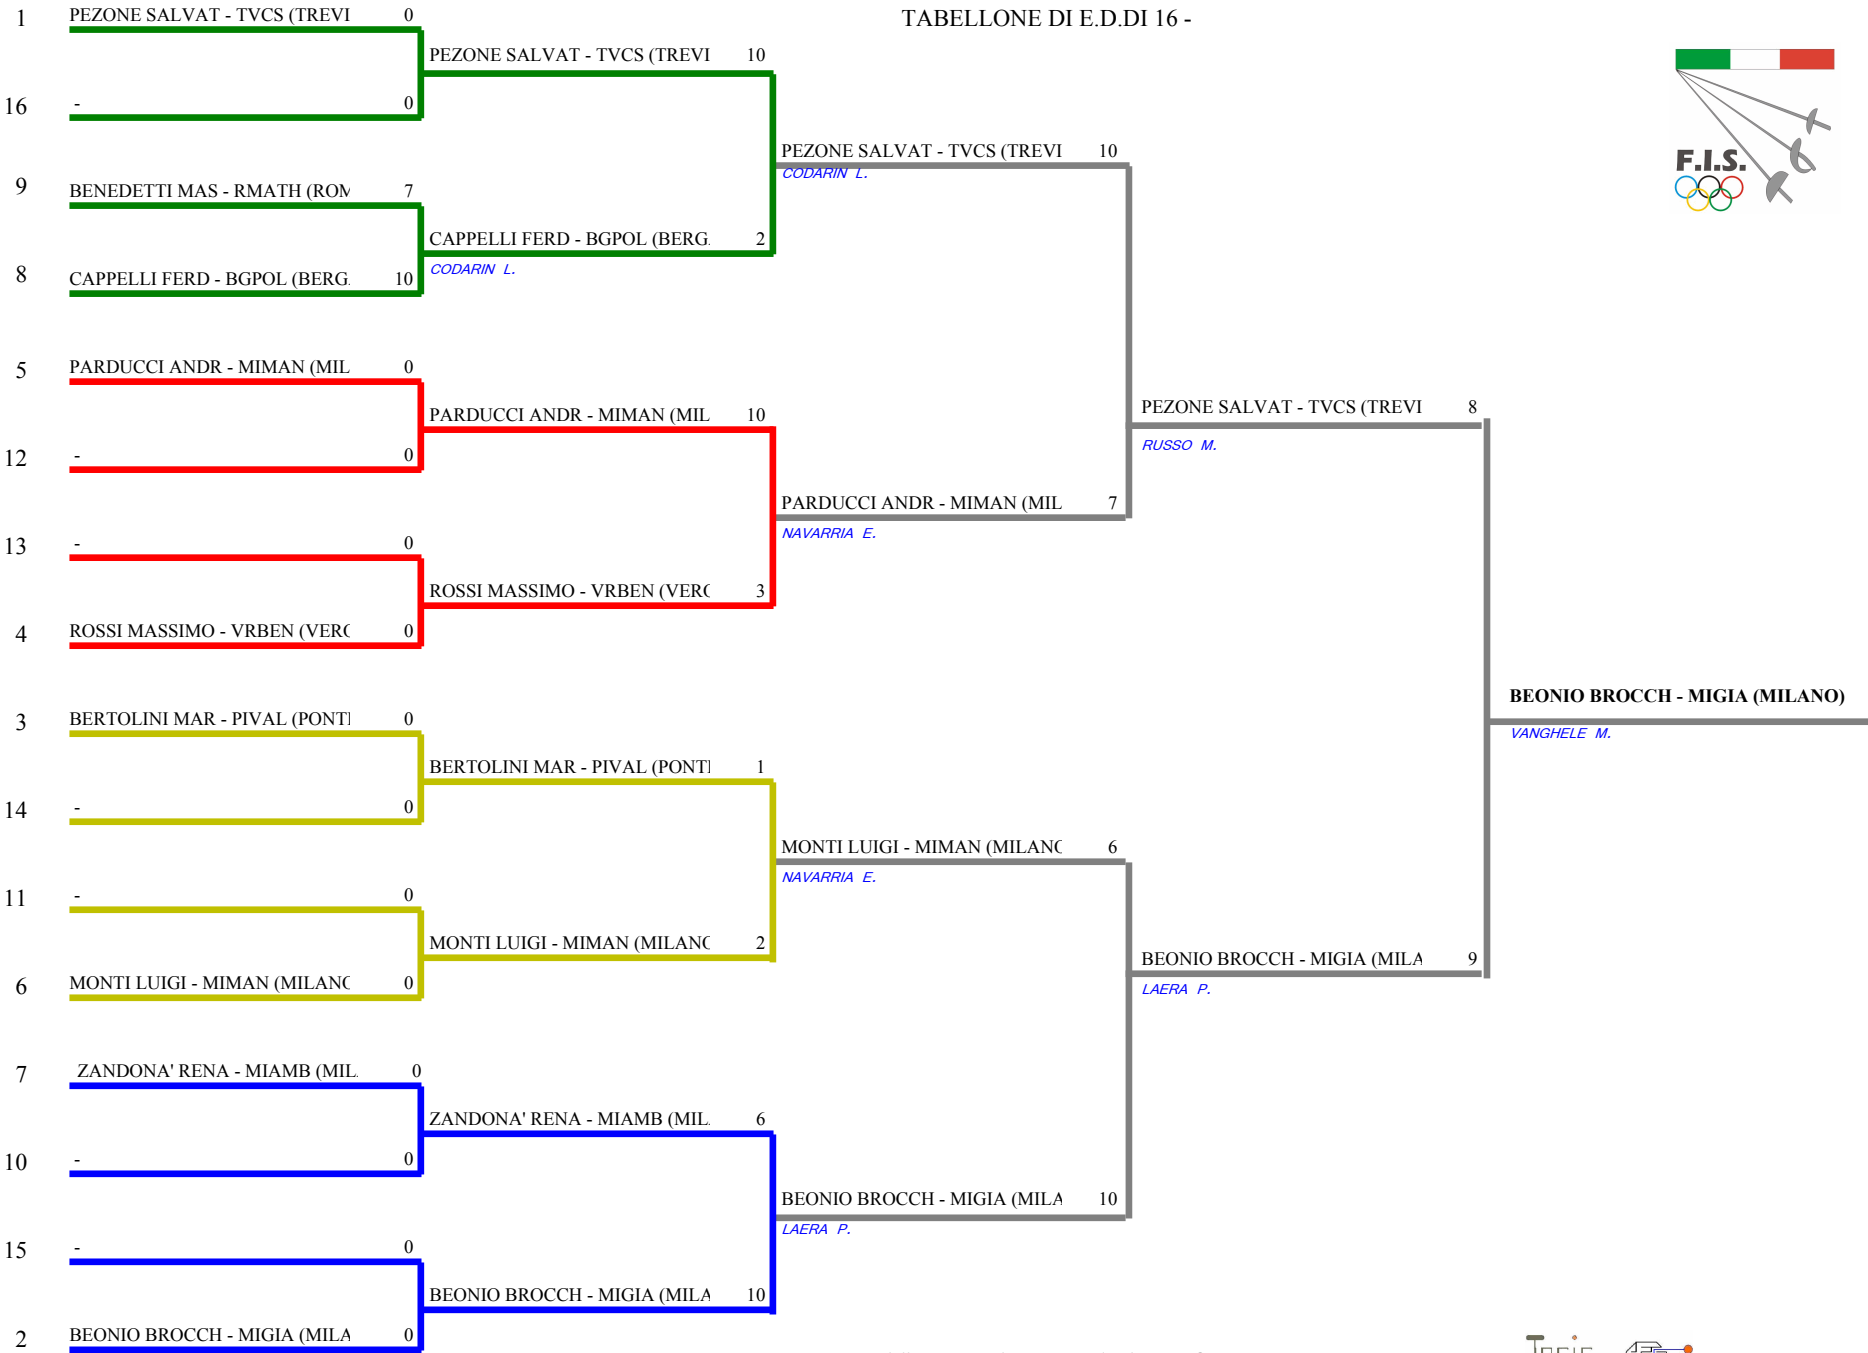 TABELLONE DI E.D.DI 16 -
1 PEZONE SALVAT - TVCS (TREVI 0
PEZONE SALVAT - TVCS (TREVI 10
16 - 0
F.I.S.
PEZONE SALVAT - TVCS (TREVI 10
CODARIN L.
9 BENEDETTI MAS - RMATH (ROM 7
CAPPELLI FERD - BGPOL (BERG. 2
CODARIN L.
8 CAPPELLI FERD - BGPOL (BERG. 10
5 PARDUCCI ANDR - MIMAN (MIL 0
PARDUCCI ANDR - MIMAN (MIL 10
PEZONE SALVAT - TVCS (TREVI 8
RUSSO M.
12 - 0
PARDUCCI ANDR - MIMAN (MIL 7
NAVARRIA E.
13 - 0
ROSSI MASSIMO - VRBEN (VERO 3
4 ROSSI MASSIMO - VRBEN (VERO 0
BEONIO BROCCH - MIGIA (MILANO)
VANGHELE M.
3 BERTOLINI MAR - PIVAL (PONTI 0
BERTOLINI MAR - PIVAL (PONTI 1
14 - 0
MONTI LUIGI - MIMAN (MILANO 6
NAVARRIA E.
11 - 0
MONTI LUIGI - MIMAN (MILANO 2
BEONIO BROCCH - MIGIA (MILA 9
LAERA P.
6 MONTI LUIGI - MIMAN (MILANO 0
7 ZANDONA' RENA - MIAMB (MIL. 0
ZANDONA' RENA - MIAMB (MIL. 6
10 - 0
BEONIO BROCCH - MIGIA (MILA 10
LAERA P.
15 - 0
BEONIO BROCCH - MIGIA (MILA 10
2 BEONIO BROCCH - MIGIA (MILA 0